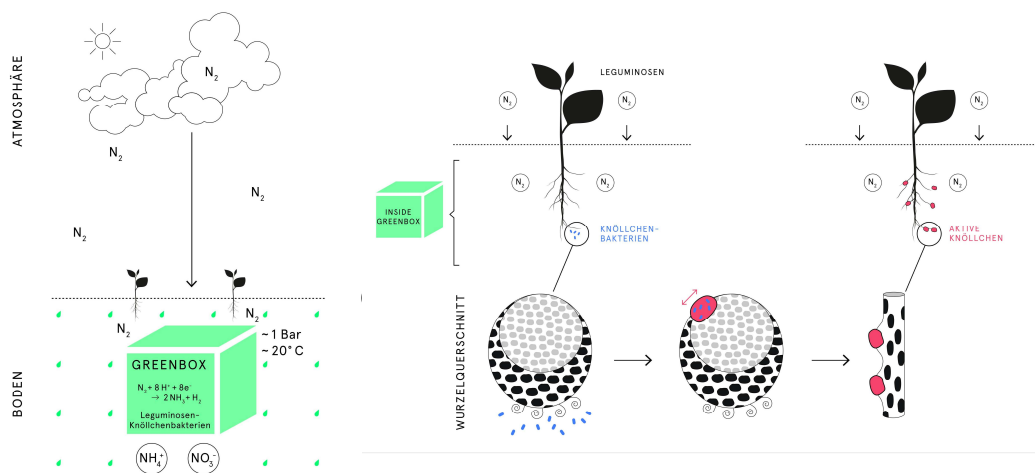 ATMOSPHÄRE
N₂
N₂
N₂
N₂
BODEN
N₂
N₂
~ 1 Bar
~ 20° C
GREENBOX
N₂ + 8 H⁺ + 8e⁻
→ 2 NH₃ + H₂
Leguminosen-
Knöllchenbakterien
NH₄⁺
NO₃⁻
LEGUMINOSEN
N₂
N₂
N₂
N₂
INSIDE
GREENBOX
KNÖLLCHEN-
BAKTERIEN
WURZELQUERSCHNITT
N₂
N₂
N₂
N₂
AKTIVE
KNÖLLCHEN